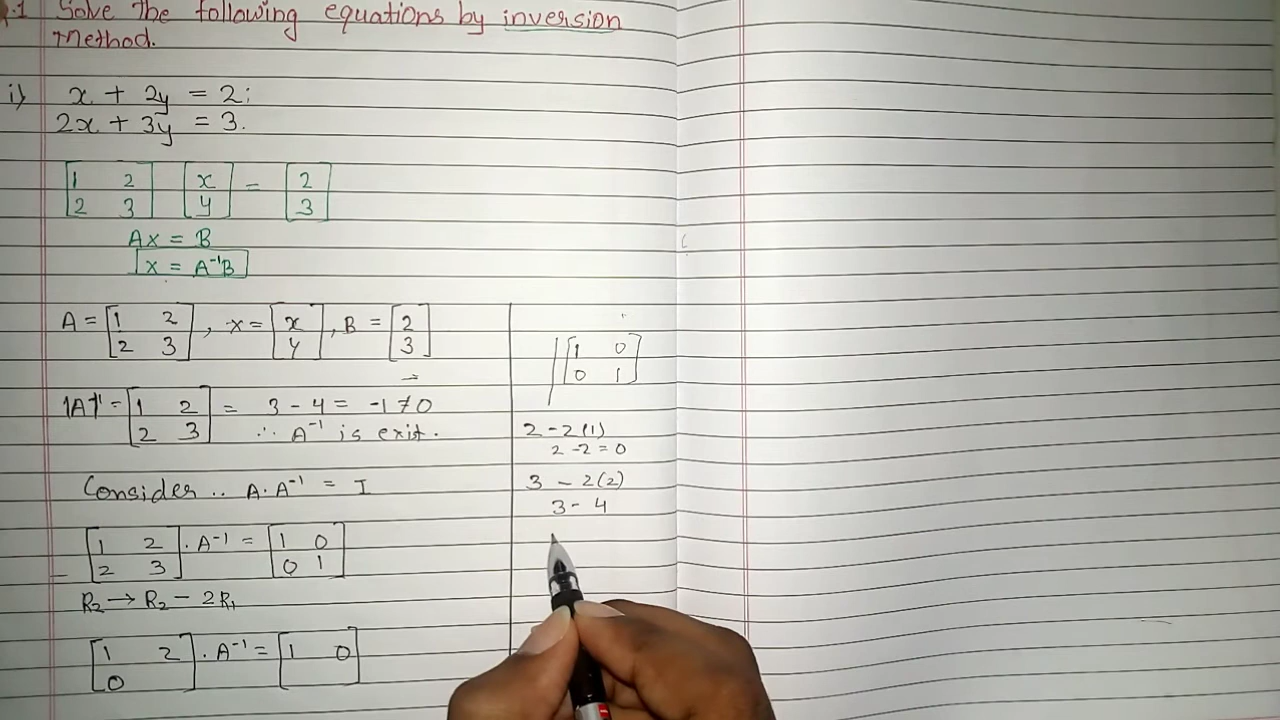 .1 Solve The following equations by inversion
Method.
i) x + 2y = 2;
2x + 3y = 3.
[1 2] [x] = [2]
[2 3] [y] [3]
AX = B
X = A⁻¹B
A = [1 2], X = [x], B = [2]
[2 3] [y] [3]
|A| = [1 2] = 3 - 4 = -1 ≠ 0
[2 3] ∴ A⁻¹ is exit.
Consider .. A.A⁻¹ = I
[1 2] . A⁻¹ = [1 0]
[2 3] [0 1]
R₂ → R₂ - 2R₁
[1 2] . A⁻¹ = [1 0]
[0
[1 0]
[0 1]
2 - 2(1)
2 - 2 = 0
3 - 2(2)
3 - 4